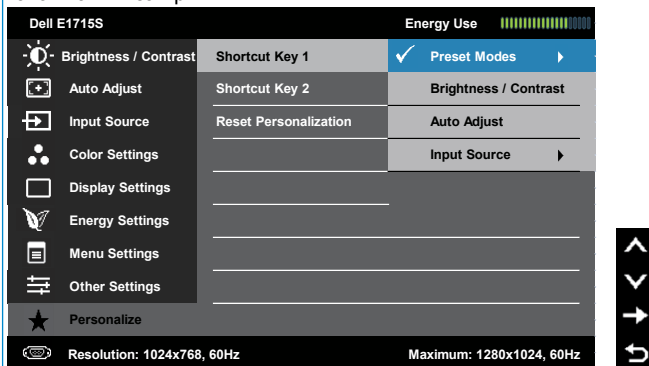 Dell E1715S Energy Use
Brightness / Contrast Shortcut Key 1 Preset Modes
Auto Adjust Shortcut Key 2 Brightness / Contrast
Input Source Reset Personalization Auto Adjust
Color Settings Input Source
Display Settings
Energy Settings
Menu Settings
Other Settings
Personalize
Resolution: 1024x768, 60Hz Maximum: 1280x1024, 60Hz